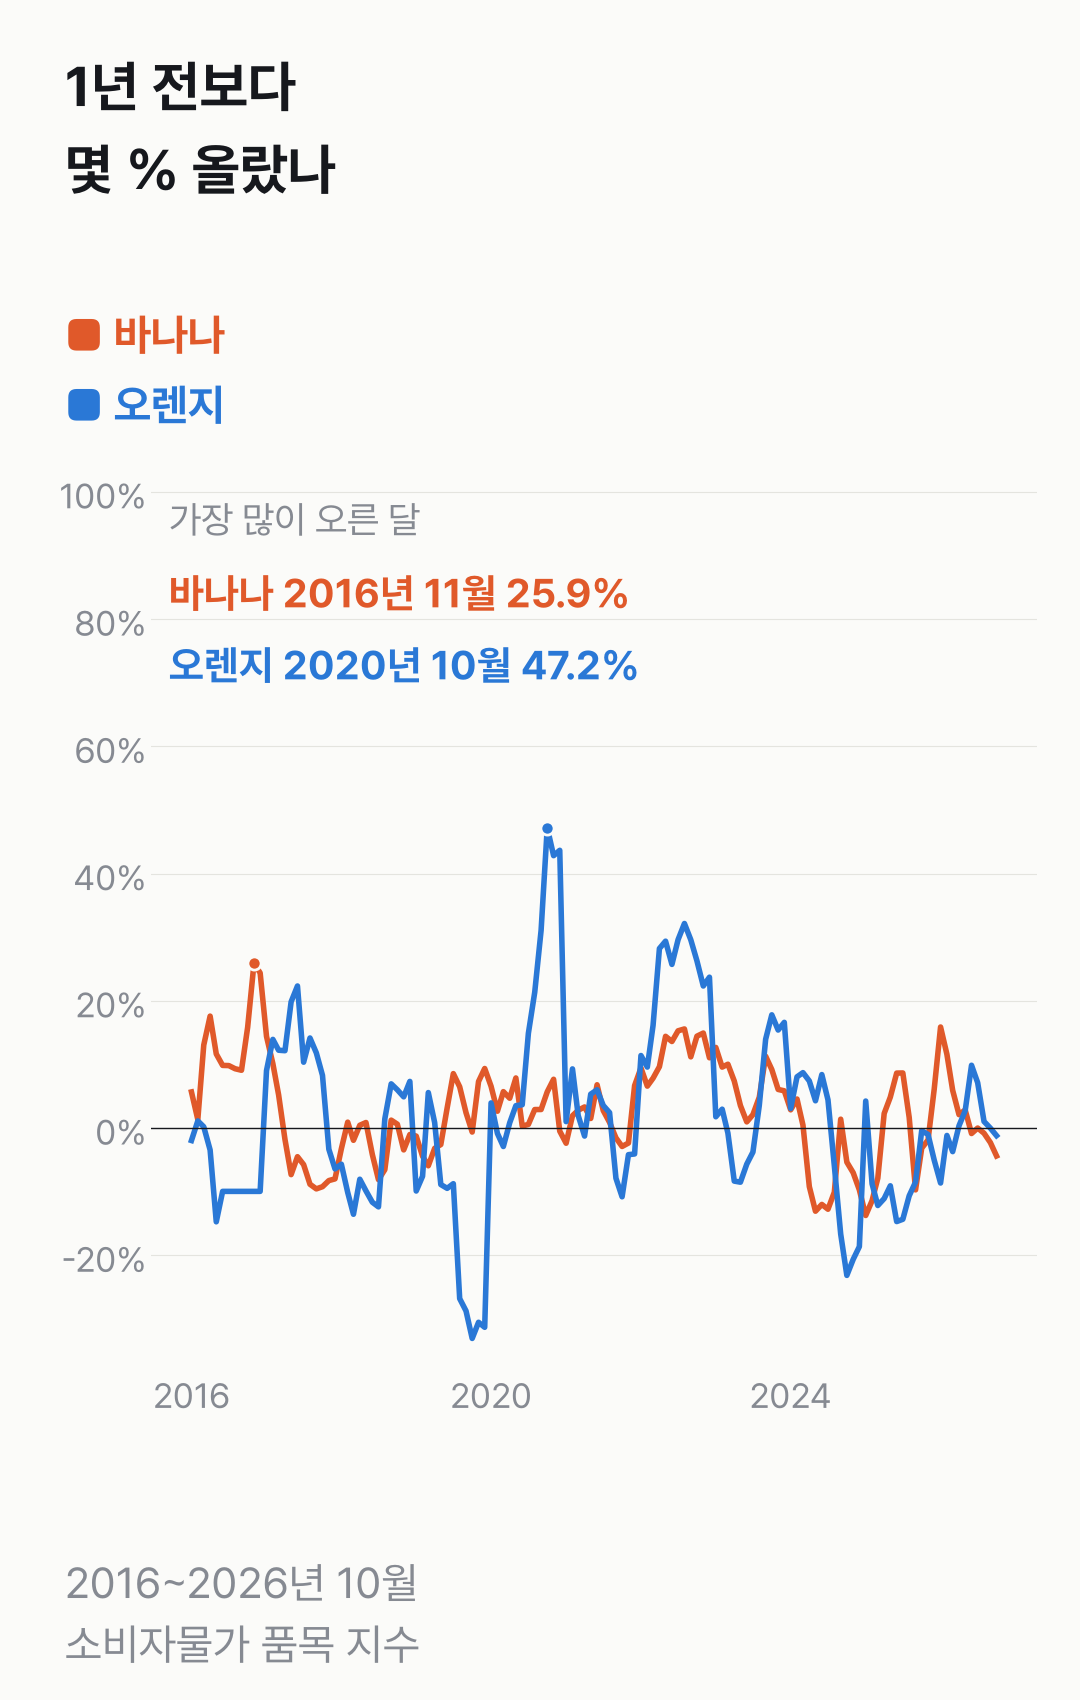 1년 전보다
몇 % 올랐나
바나나
오렌지
100%
가장 많이 오른 달
바나나 2016년 11월 25.9%
80%
오렌지 2020년 10월 47.2%
60%
40%
20%
0%
-20%
2016 2020 2024
2016~2026년 10월
소비자물가 품목 지수